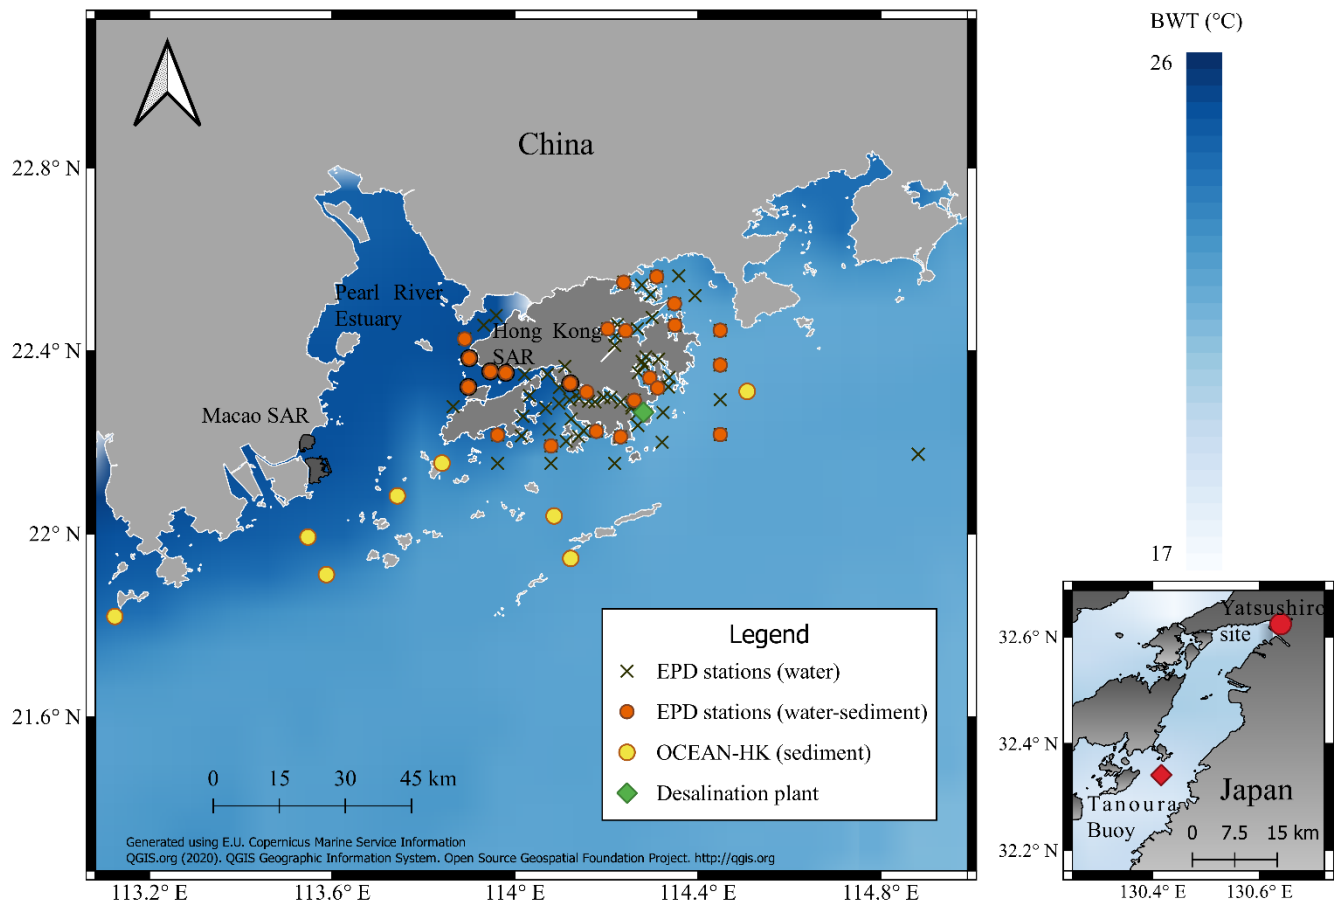 BWT (°C)
26
17
China
22.8° N
22.4° N
22° N
21.6° N
Pearl River
Estuary
Hong Kong
SAR
Macao SAR
Legend
EPD stations (water)
EPD stations (water-sediment)
OCEAN-HK (sediment)
Desalination plant
0 15 30 45 km
Generated using E.U. Copernicus Marine Service Information
QGIS.org (2020). QGIS Geographic Information System. Open Source Geospatial Foundation Project. http://qgis.org
113.2° E 113.6° E 114° E 114.4° E 114.8° E
Yatsushiro
site
32.6° N
32.4° N
32.2° N
Tanoura
Buoy
Japan
0 7.5 15 km
130.4° E 130.6° E